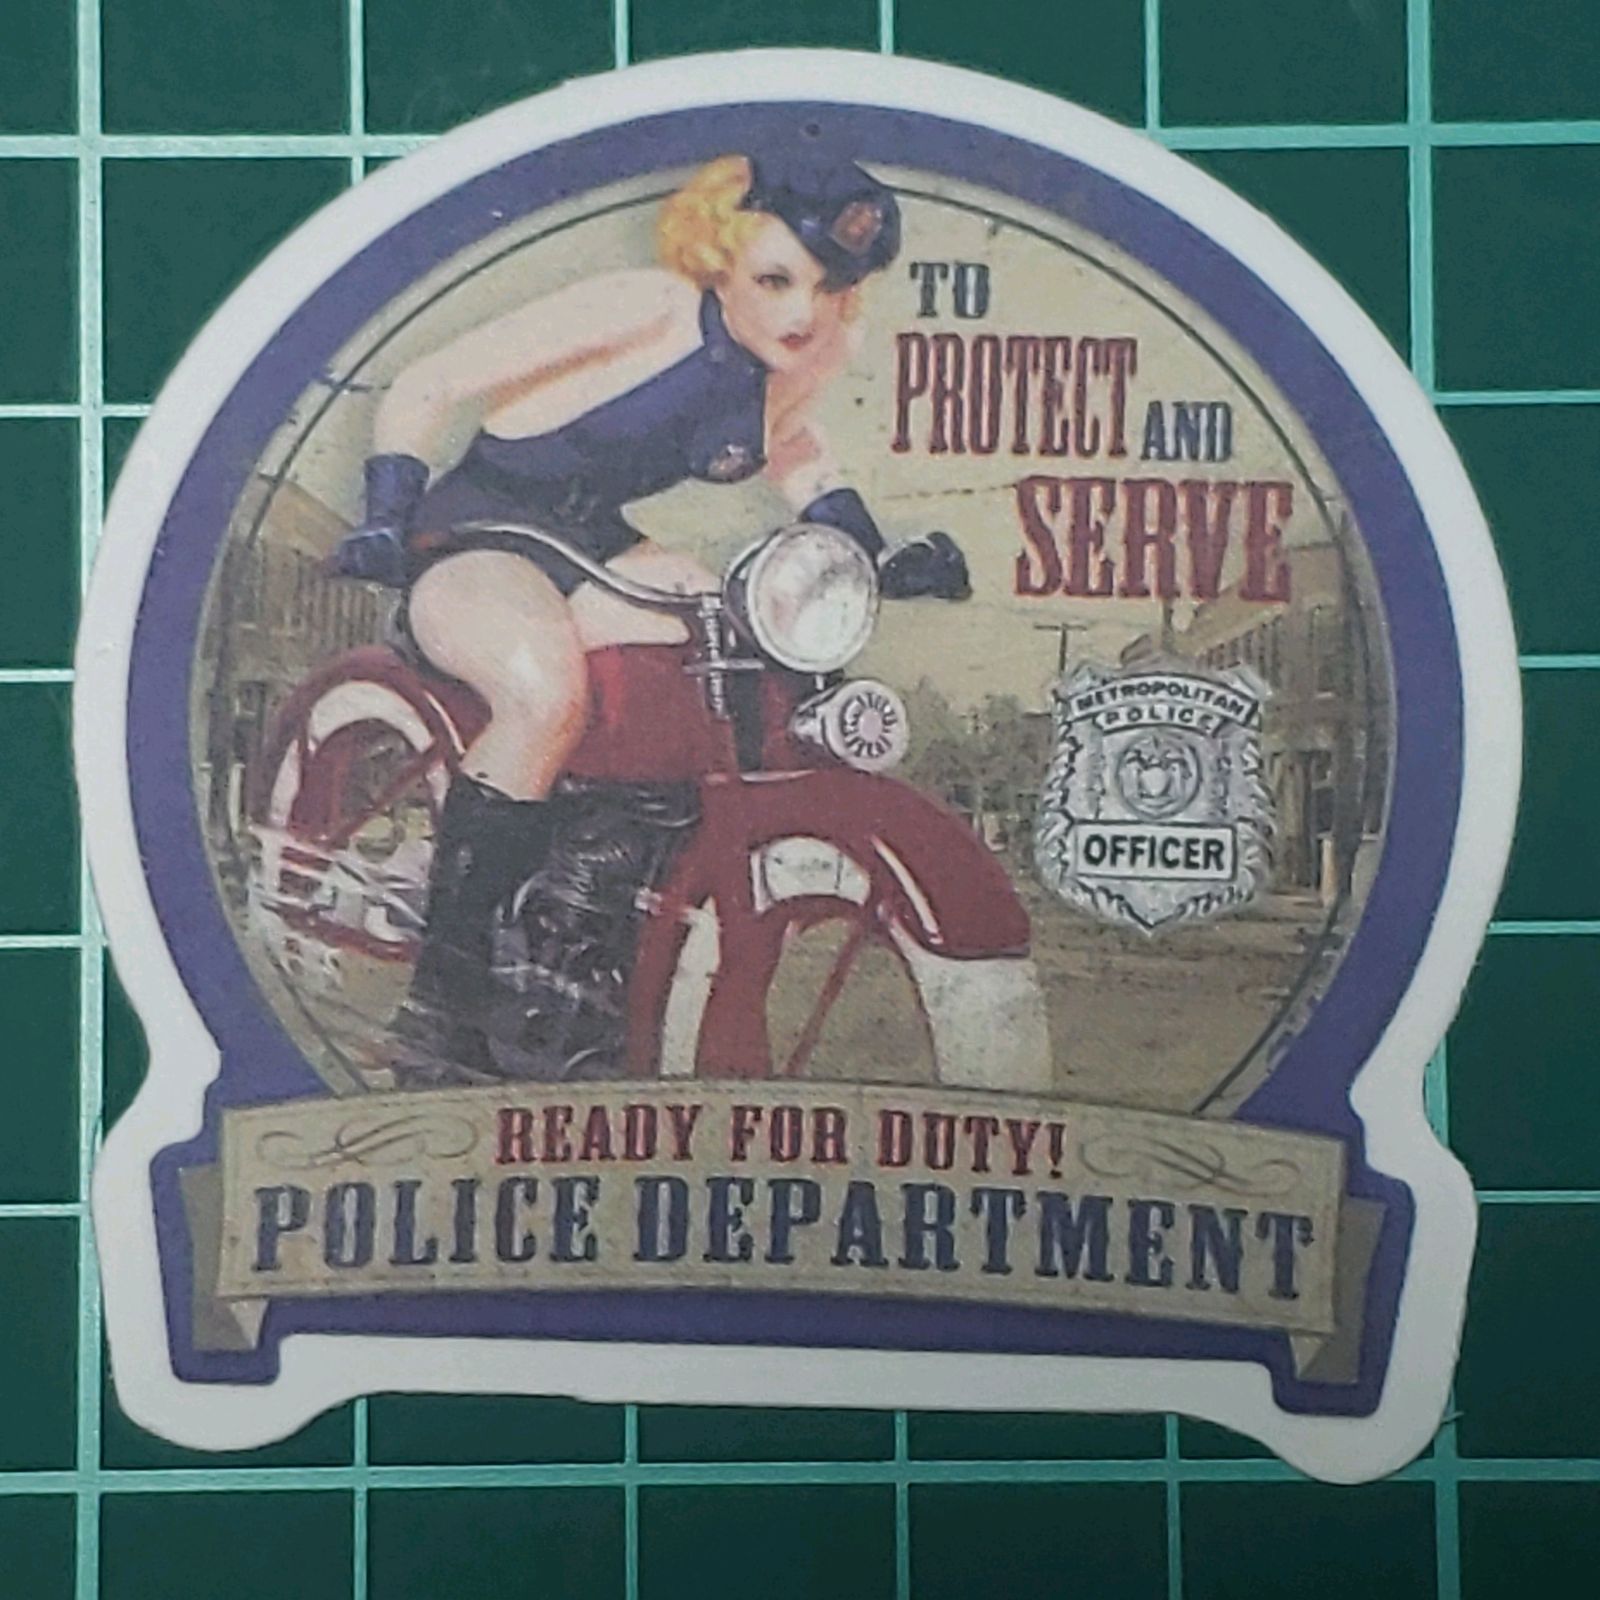 TO
PROTECT AND
SERVE
METROPOLITAN
POLICE
OFFICER
READY FOR DUTY!
POLICE DEPARTMENT